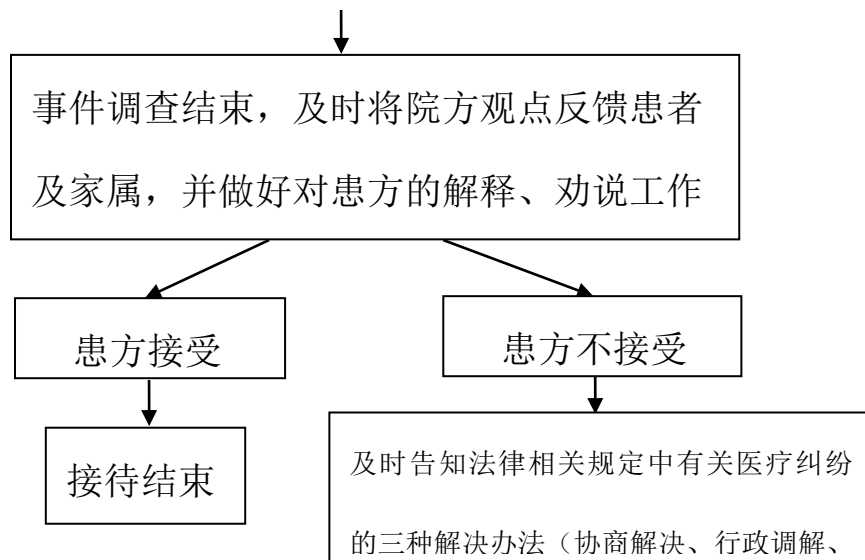 事件调查结束，及时将院方观点反馈患者
及家属，并做好对患方的解释、劝说工作
患方接受
患方不接受
接待结束
及时告知法律相关规定中有关医疗纠纷
的三种解决办法（协商解决、行政调解、